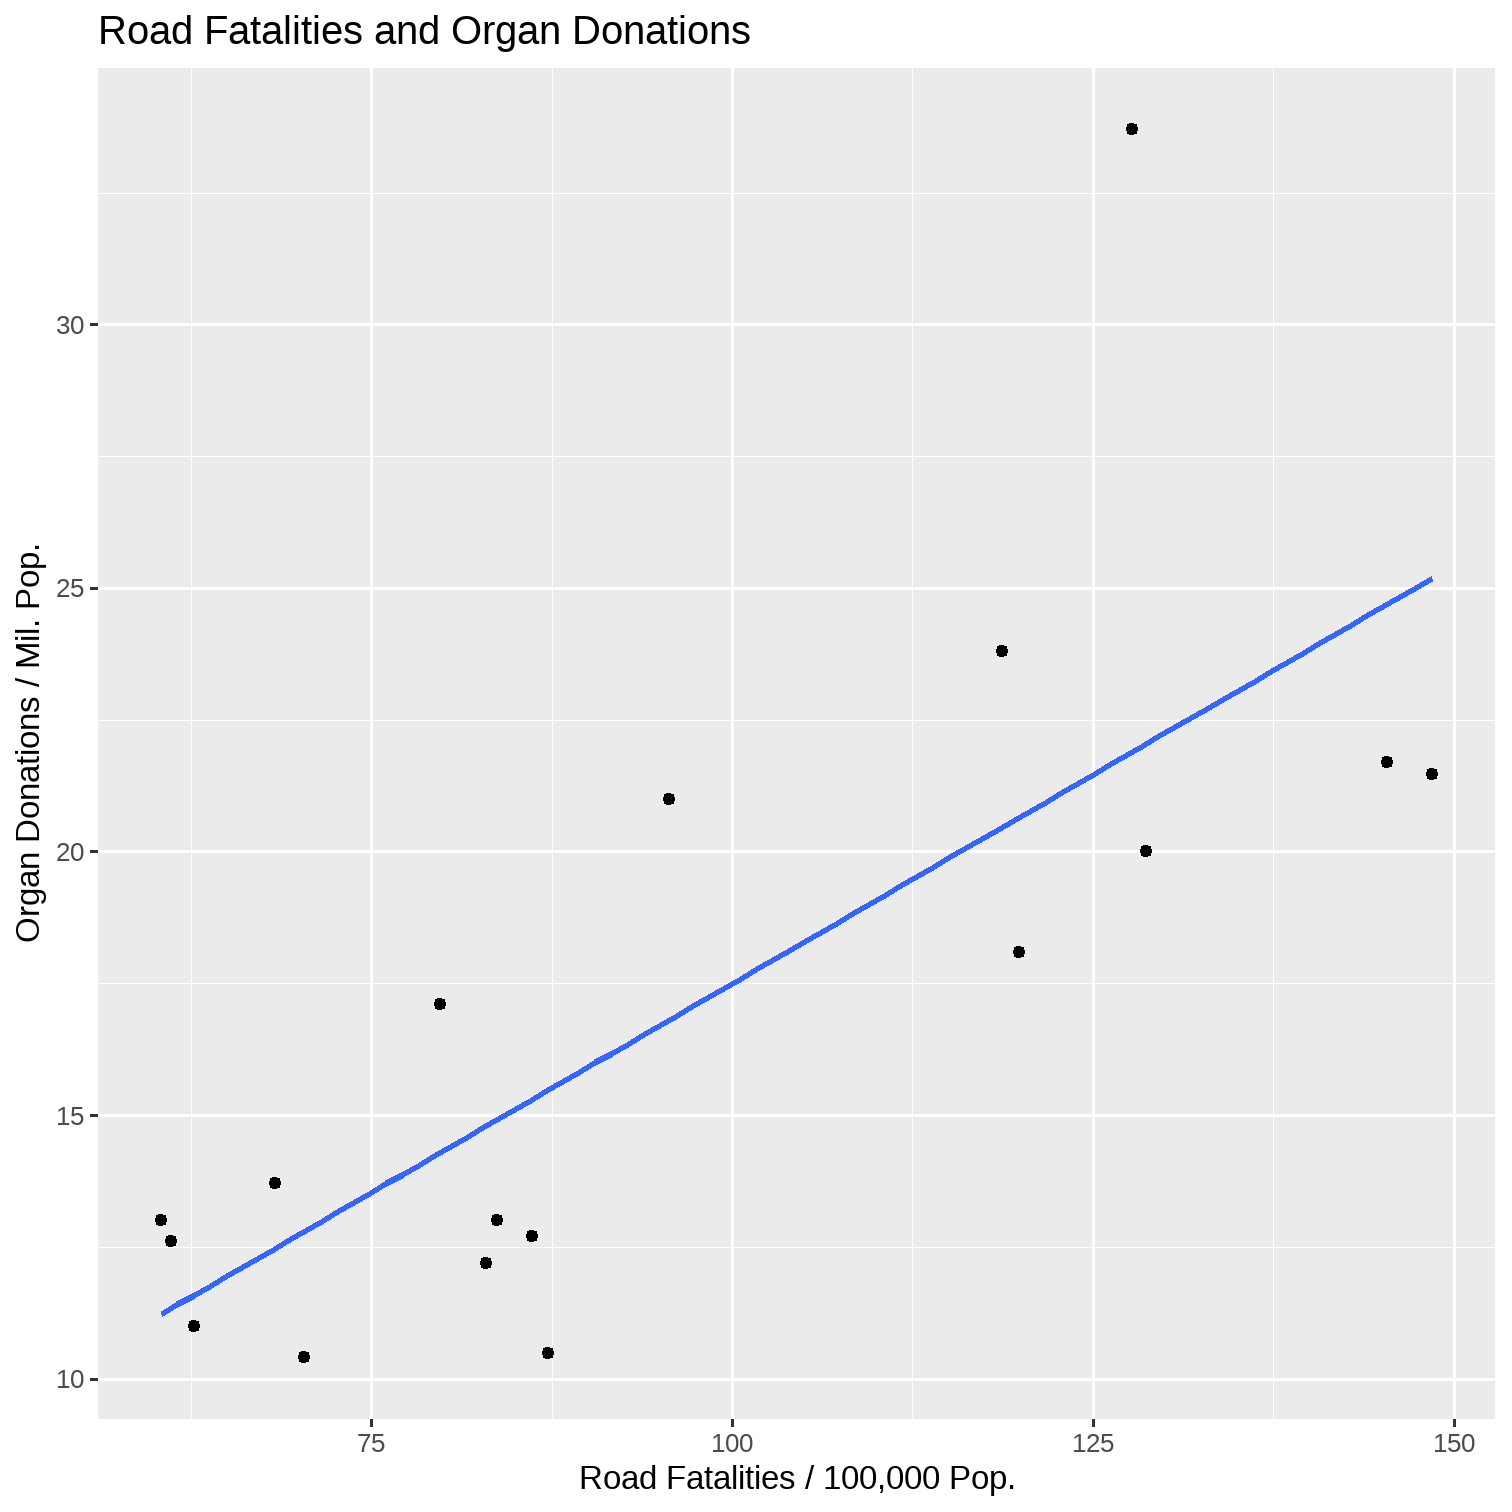 Road Fatalities and Organ Donations
30
25
20
15
10
Organ Donations / Mil. Pop.
75 100 125 150
Road Fatalities / 100,000 Pop.